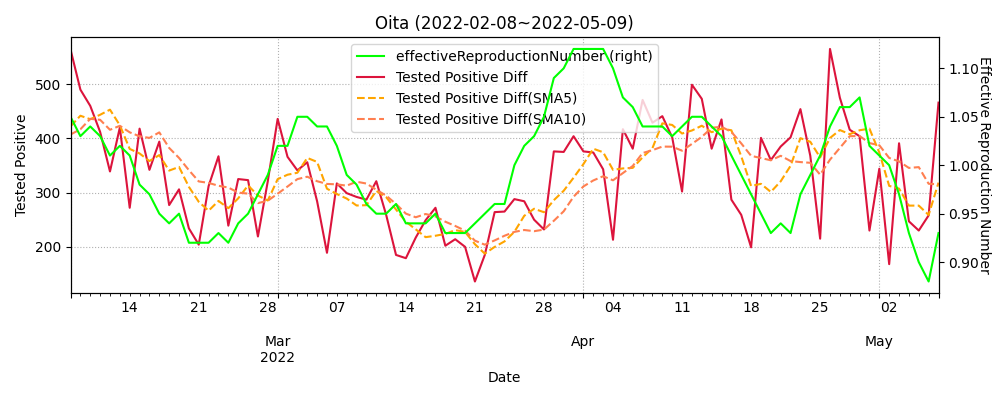 Oita (2022-02-08~2022-05-09)
effectiveReproductionNumber (right)
Tested Positive Diff
Tested Positive Diff(SMA5)
Tested Positive Diff(SMA10)
Tested Positive
500
400
300
200
Effective Reproduction Number
1.10
1.05
1.00
0.95
0.90
14 21 28 07 14 21 28 04 11 18 25 02
Mar Apr May
2022
Date